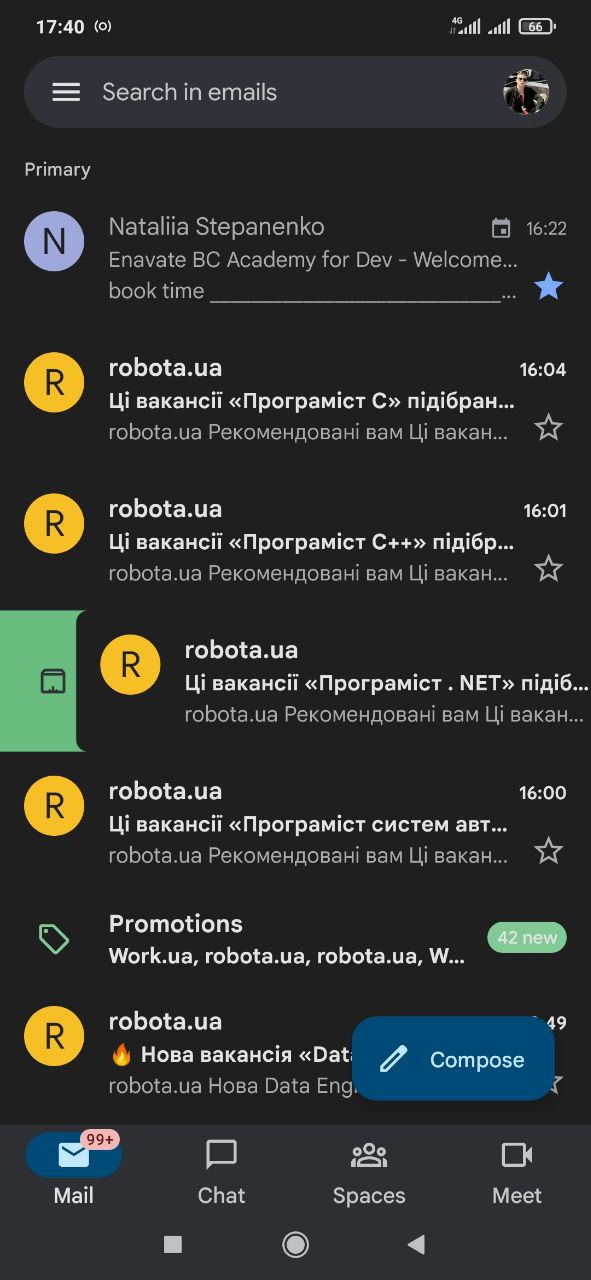 17:40
4G
66
Search in emails
Primary
N
Nataliia Stepanenko
16:22
Enavate BC Academy for Dev - Welcome...
book time ____________________________...
R
robota.ua
16:04
Ці вакансії «Програміст С» підібран...
robota.ua Рекомендовані вам Ці вакан...
R
robota.ua
16:01
Ці вакансії «Програміст С++» підібр...
robota.ua Рекомендовані вам Ці вакан...
R
robota.ua
Ці вакансії «Програміст . NET» підіб...
robota.ua Рекомендовані вам Ці вакан...
R
robota.ua
16:00
Ці вакансії «Програміст систем авт...
robota.ua Рекомендовані вам Ці вакан...
Promotions
42 new
Work.ua, robota.ua, robota.ua, W...
R
robota.ua
49
🔥 Нова вакансія «Data
robota.ua Нова Data Eng
Compose
99+
Mail
Chat
Spaces
Meet